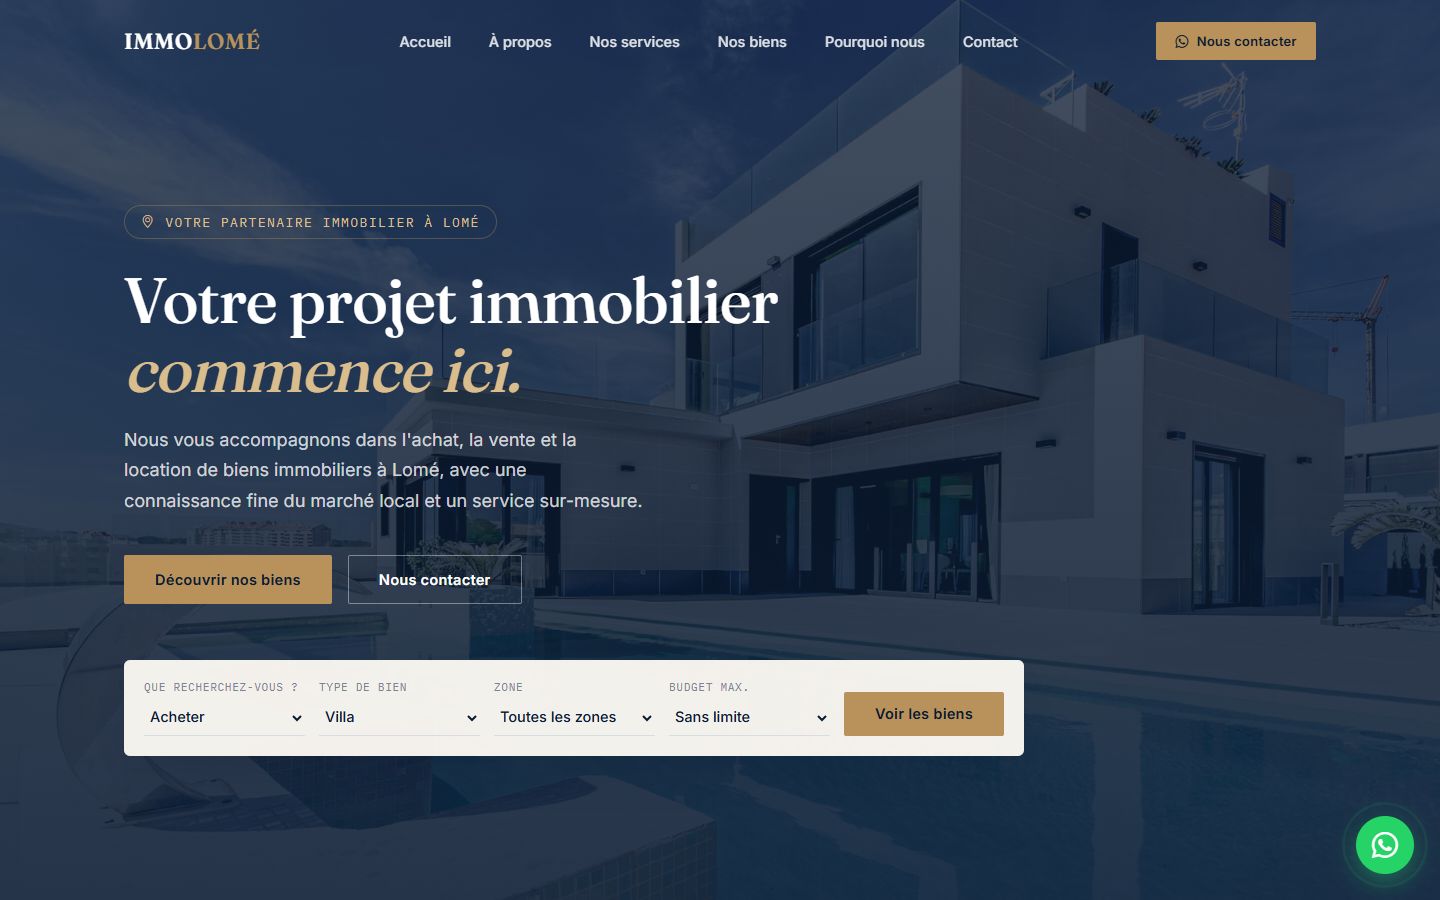 IMMOLOMÉ
Accueil
À propos
Nos services
Nos biens
Pourquoi nous
Contact
Nous contacter
VOTRE PARTENAIRE IMMOBILIER À LOMÉ
Votre projet immobilier
commence ici.
Nous vous accompagnons dans l'achat, la vente et la
location de biens immobiliers à Lomé, avec une
connaissance fine du marché local et un service sur-mesure.
Découvrir nos biens
Nous contacter
QUE RECHERCHEZ-VOUS ?
Acheter
TYPE DE BIEN
Villa
ZONE
Toutes les zones
BUDGET MAX.
Sans limite
Voir les biens